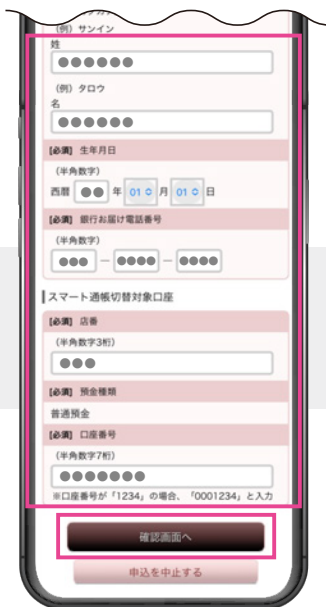 (例) サンイン
姓
●●●●●●
(例) タロウ
名
●●●●●●
[必須] 生年月日
(半角数字)
西暦 ●● 年 01 月 01 日
[必須] 銀行お届け電話番号
(半角数字)
●●● − ●●●● − ●●●●
スマート通帳切替対象口座
[必須] 店番
(半角数字3桁)
●●●
[必須] 預金種類
普通預金
[必須] 口座番号
(半角数字7桁)
●●●●●●●
※口座番号が「1234」の場合、「0001234」と入力
確認画面へ
申込を中止する